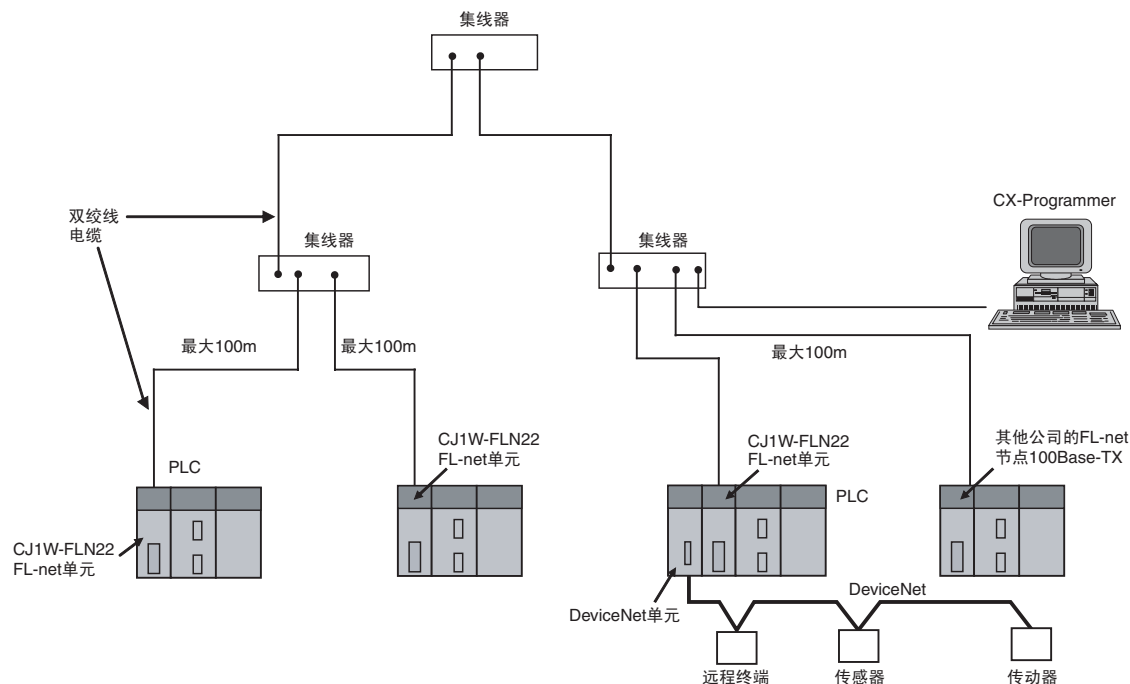 集线器
CX-Programmer
双绞线
电缆
集线器
集线器
最大100m
最大100m
最大100m
CJ1W-FLN22
FL-net单元
CJ1W-FLN22
FL-net单元
其他公司的FL-net
节点100Base-TX
PLC
PLC
CJ1W-FLN22
FL-net单元
DeviceNet
DeviceNet单元
远程终端
传感器
传动器